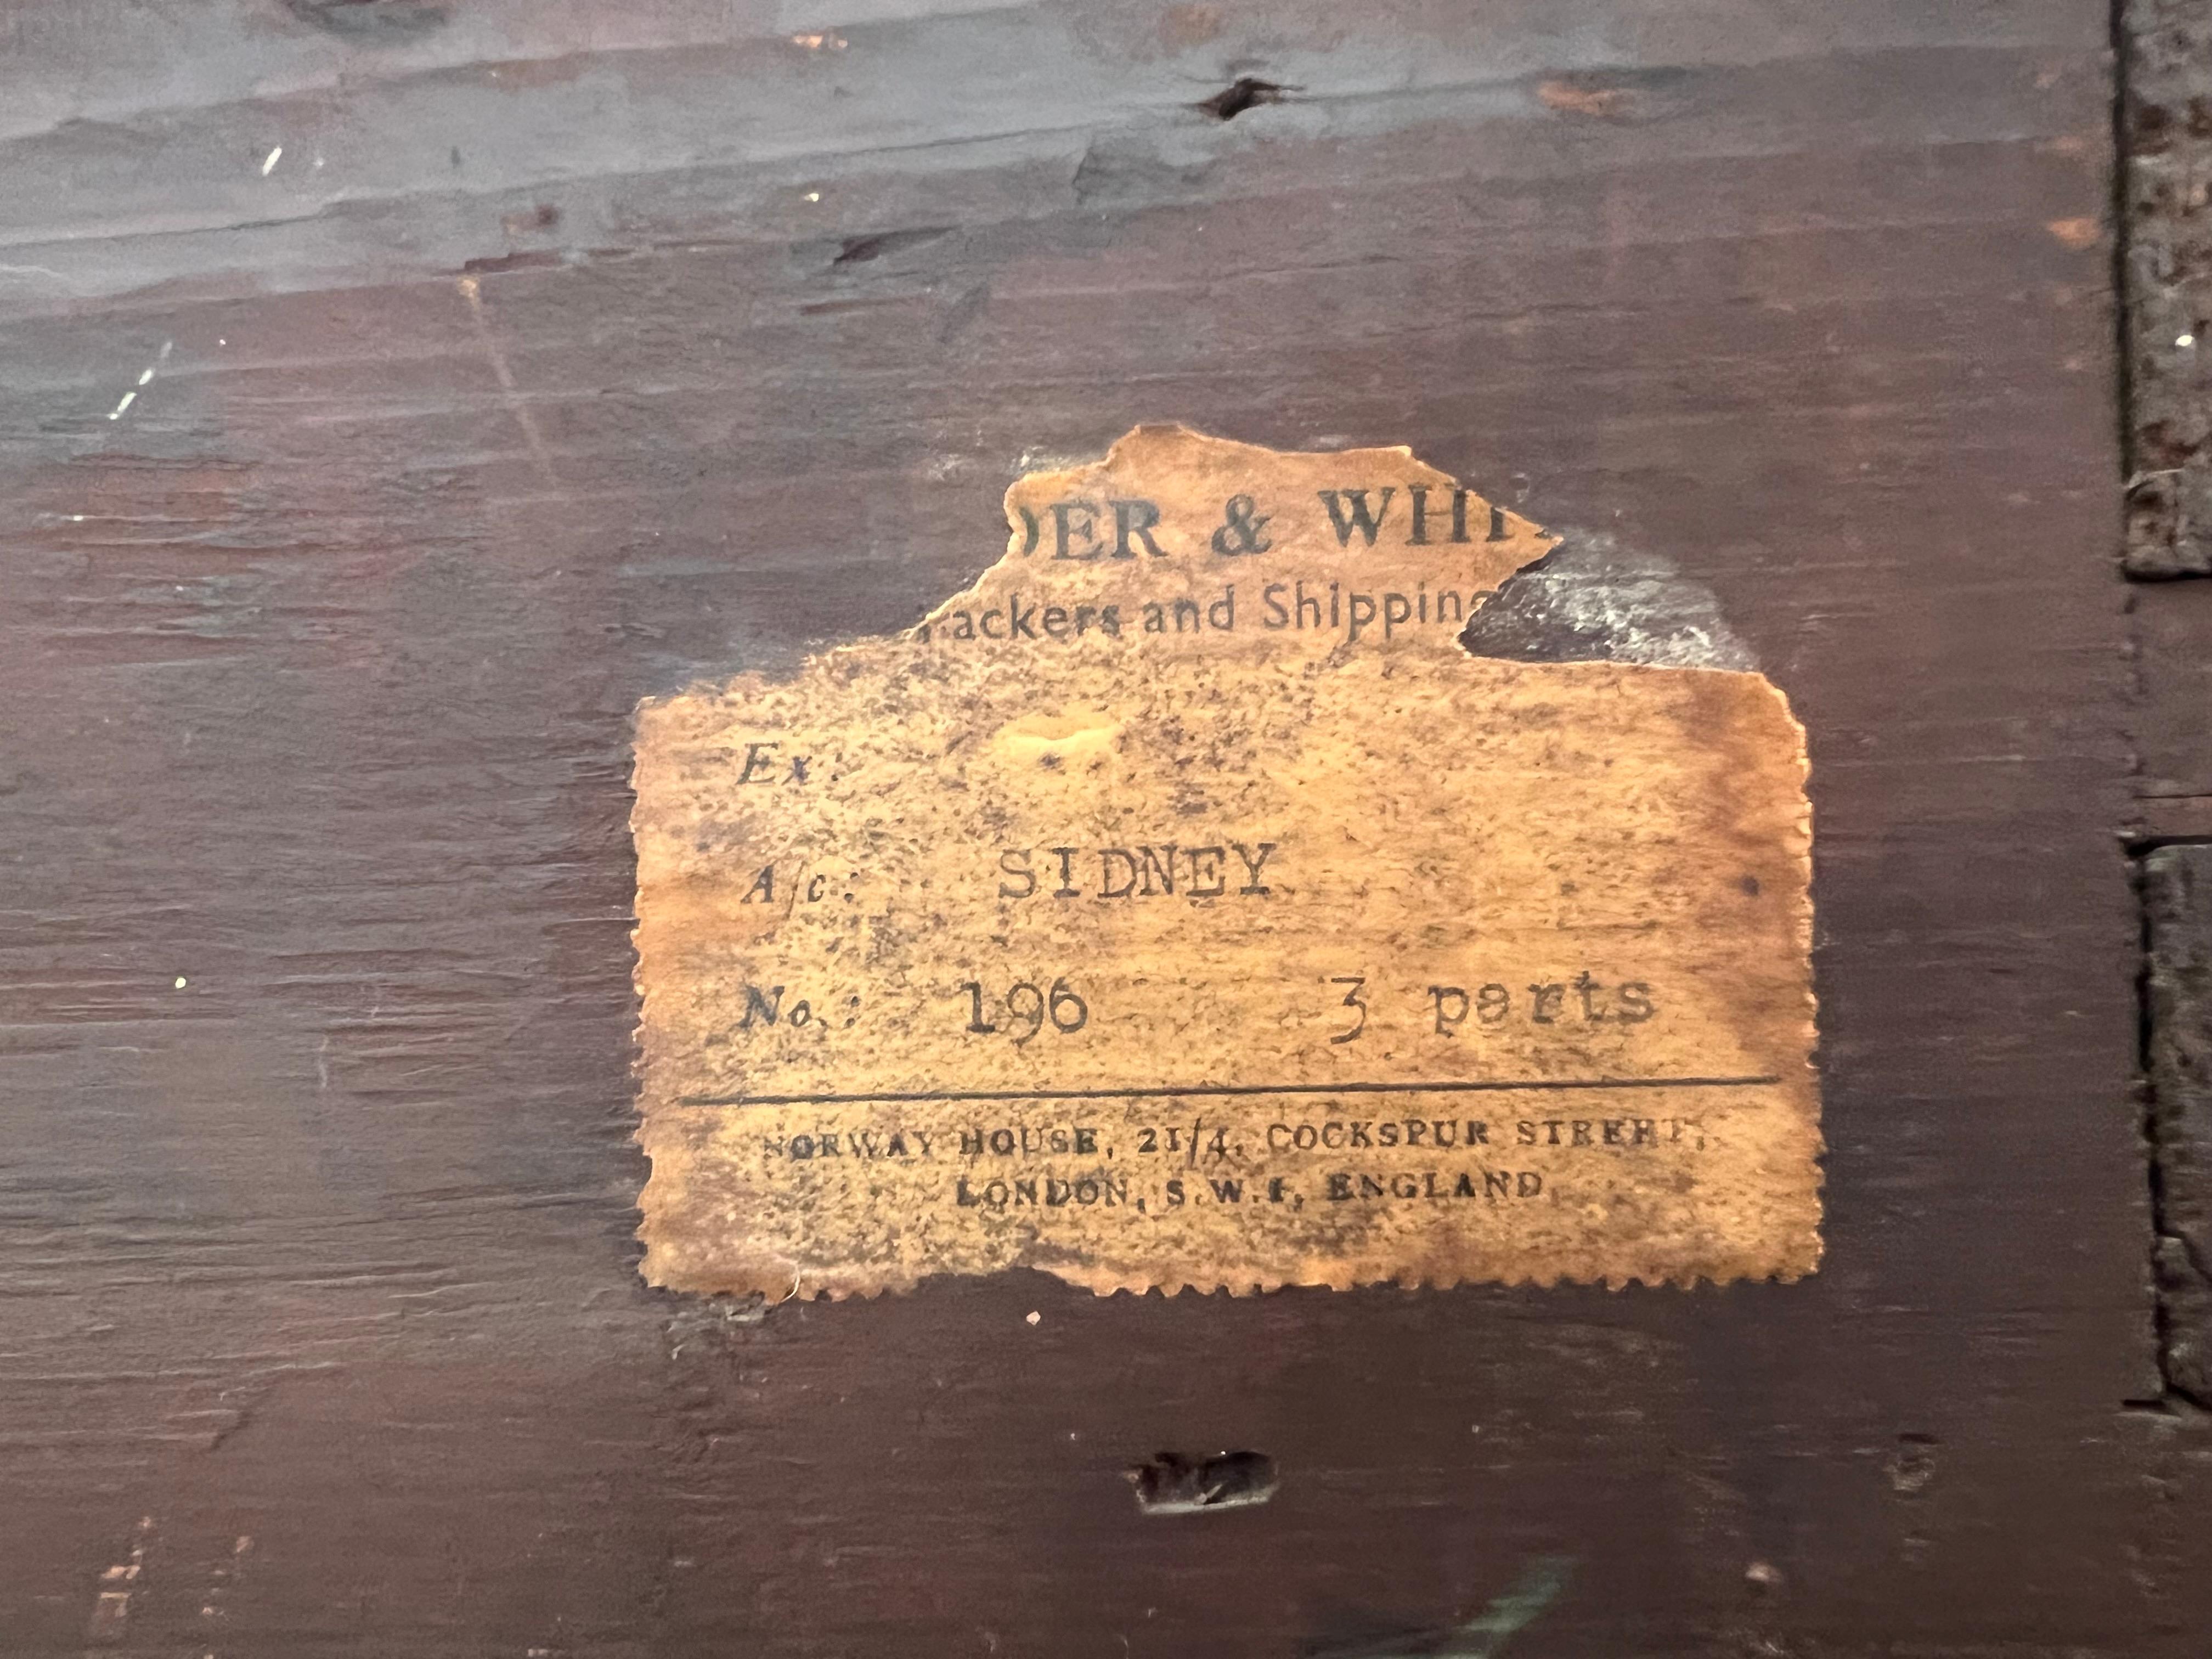 DER & WHI
ackers and Shipping
Ex:
A/c: SIDNEY
No.: 196 3 parts
NORWAY HOUSE, 21/4, COCKSPUR STREET,
LONDON, S.W.1, ENGLAND